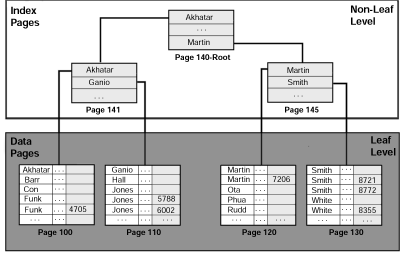 Index Pages
Non-Leaf Level
Akhatar
. . .
Martin
Page 140-Root
Akhatar
Ganio
. . .
Page 141
Martin
Smith
. . .
Page 145
Data Pages
Leaf Level
Akhatar . . .
Barr . . .
Con . . .
Funk . . .
Funk . . . 4705
. . . . . .
Page 100
Ganio . . .
Hall . . .
Jones . . .
Jones . . . 5788
Jones . . . 6002
. . . . . .
Page 110
Martin . . .
Martin . . . 7206
Ota . . .
Phua . . .
Rudd . . .
. . . . . . . . .
Page 120
Smith . . .
Smith . . . 8721
Smith . . . 8772
White . . .
White . . . 8355
. . . . . . . . .
Page 130